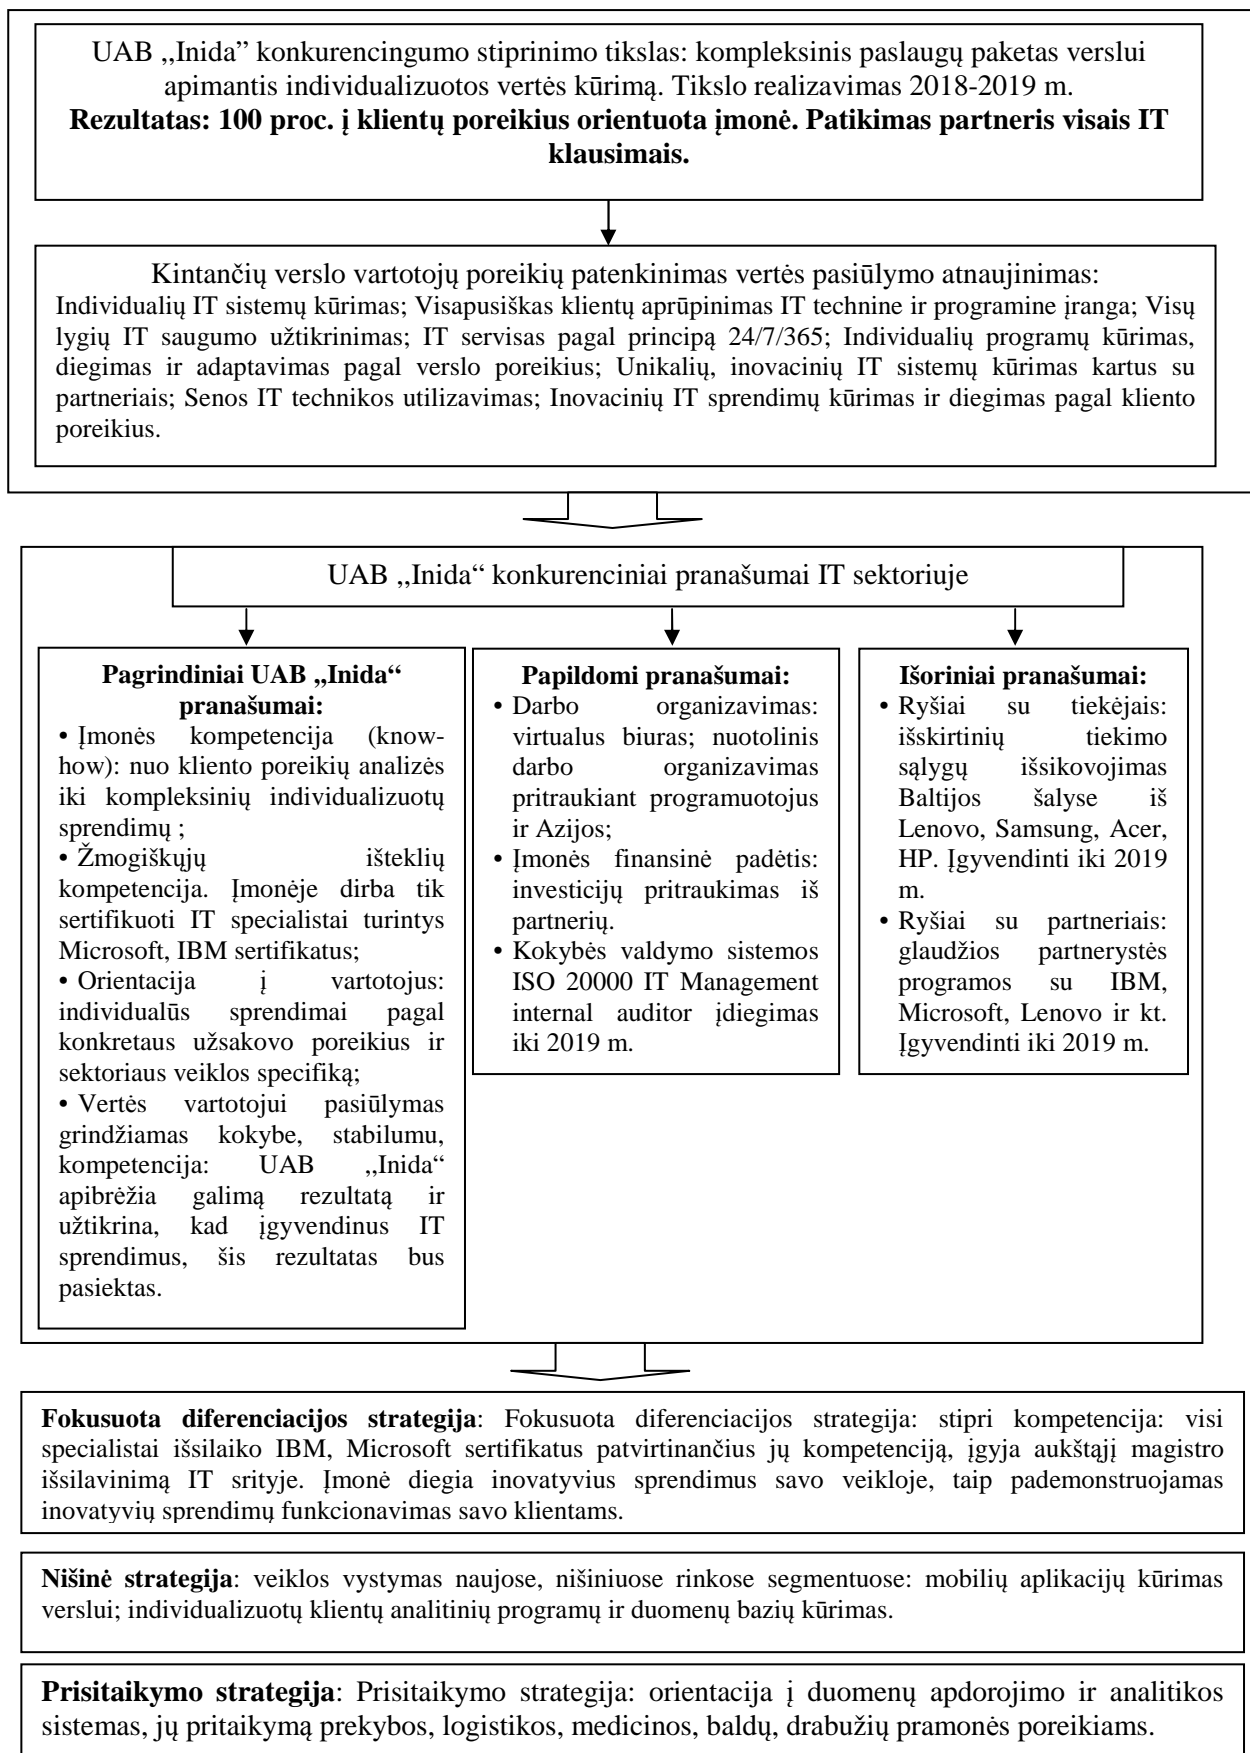 UAB „Inida” konkurencingumo stiprinimo tikslas: kompleksinis paslaugų paketas verslui
apimantis individualizuotos vertės kūrimą. Tikslo realizavimas 2018-2019 m.
Rezultatas: 100 proc. į klientų poreikius orientuota įmonė. Patikimas partneris visais IT
klausimais.
Kintančių verslo vartotojų poreikių patenkinimas vertės pasiūlymo atnaujinimas:
Individualių IT sistemų kūrimas; Visapusiškas klientų aprūpinimas IT technine ir programine įranga; Visų
lygių IT saugumo užtikrinimas; IT servisas pagal principą 24/7/365; Individualių programų kūrimas,
diegimas ir adaptavimas pagal verslo poreikius; Unikalių, inovacinių IT sistemų kūrimas kartus su
partneriais; Senos IT technikos utilizavimas; Inovacinių IT sprendimų kūrimas ir diegimas pagal kliento
poreikius.
UAB „Inida“ konkurenciniai pranašumai IT sektoriuje
Pagrindiniai UAB „Inida“
pranašumai:
• Įmonės kompetencija (know-
how): nuo kliento poreikių analizės
iki kompleksinių individualizuotų
sprendimų ;
• Žmogiškųjų išteklių
kompetencija. Įmonėje dirba tik
sertifikuoti IT specialistai turintys
Microsoft, IBM sertifikatus;
• Orientacija į vartotojus:
individualūs sprendimai pagal
konkretaus užsakovo poreikius ir
sektoriaus veiklos specifiką;
• Vertės vartotojui pasiūlymas
grindžiamas kokybe, stabilumu,
kompetencija: UAB „Inida“
apibrėžia galimą rezultatą ir
užtikrina, kad įgyvendinus IT
sprendimus, šis rezultatas bus
pasiektas.
Papildomi pranašumai:
• Darbo organizavimas:
virtualus biuras; nuotolinis
darbo organizavimas
pritraukiant programuotojus
ir Azijos;
• Įmonės finansinė padėtis:
investicijų pritraukimas iš
partnerių.
• Kokybės valdymo sistemos
ISO 20000 IT Management
internal auditor įdiegimas
iki 2019 m.
Išoriniai pranašumai:
• Ryšiai su tiekėjais:
išskirtinių tiekimo
sąlygų išsikovojimas
Baltijos šalyse iš
Lenovo, Samsung, Acer,
HP. Įgyvendinti iki 2019
m.
• Ryšiai su partneriais:
glaudžios partnerystės
programos su IBM,
Microsoft, Lenovo ir kt.
Įgyvendinti iki 2019 m.
Fokusuota diferenciacijos strategija: Fokusuota diferenciacijos strategija: stipri kompetencija: visi
specialistai išsilaiko IBM, Microsoft sertifikatus patvirtinančius jų kompetenciją, įgyja aukštąjį magistro
išsilavinimą IT srityje. Įmonė diegia inovatyvius sprendimus savo veikloje, taip pademonstruojamas
inovatyvių sprendimų funkcionavimas savo klientams.
Nišinė strategija: veiklos vystymas naujose, nišiniuose rinkose segmentuose: mobilių aplikacijų kūrimas
verslui; individualizuotų klientų analitinių programų ir duomenų bazių kūrimas.
Prisitaikymo strategija: Prisitaikymo strategija: orientacija į duomenų apdorojimo ir analitikos
sistemas, jų pritaikymą prekybos, logistikos, medicinos, baldų, drabužių pramonės poreikiams.